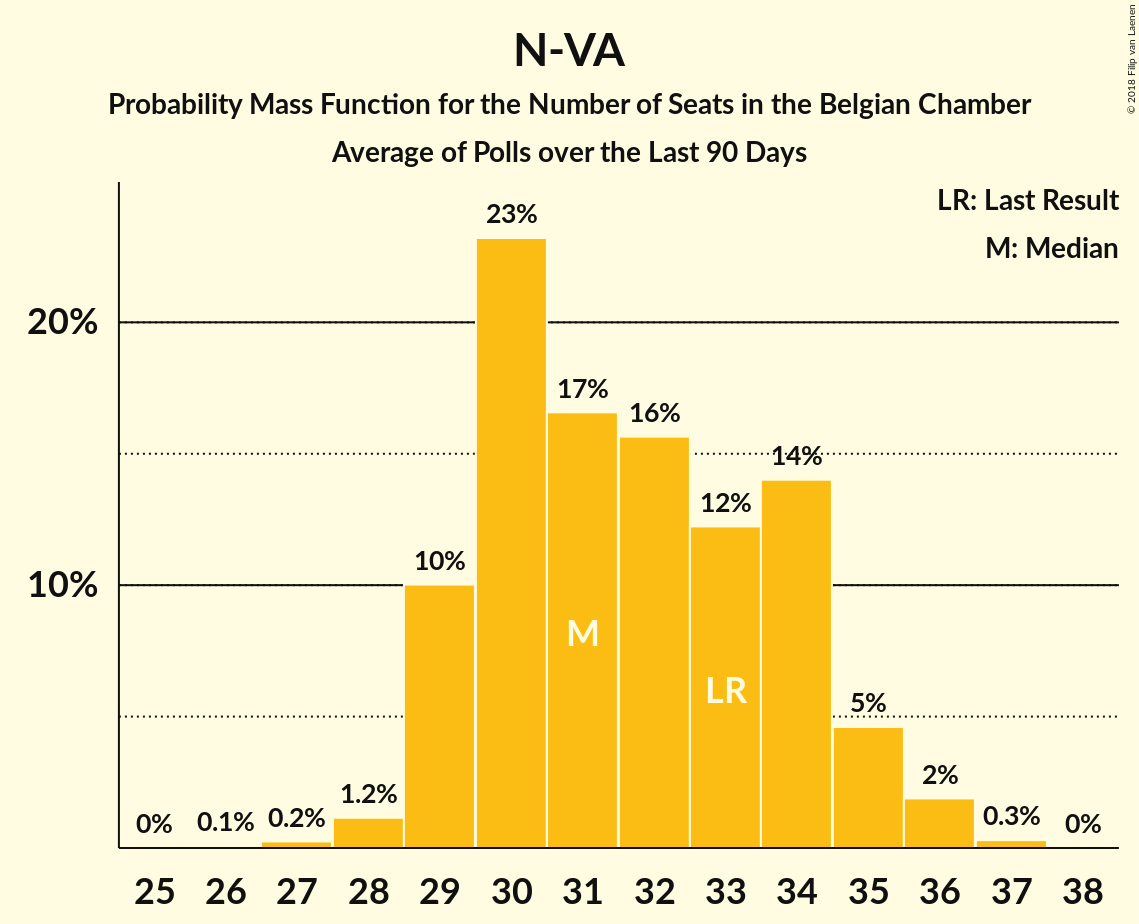 N-VA
Probability Mass Function for the Number of Seats in the Belgian Chamber
Average of Polls over the Last 90 Days
© 2018 Filip van Laenen
LR: Last Result
M: Median
20%
10%
0%
0.1%
0.2%
1.2%
10%
23%
17%
16%
12%
14%
5%
2%
0.3%
0%
M
LR
25 26 27 28 29 30 31 32 33 34 35 36 37 38